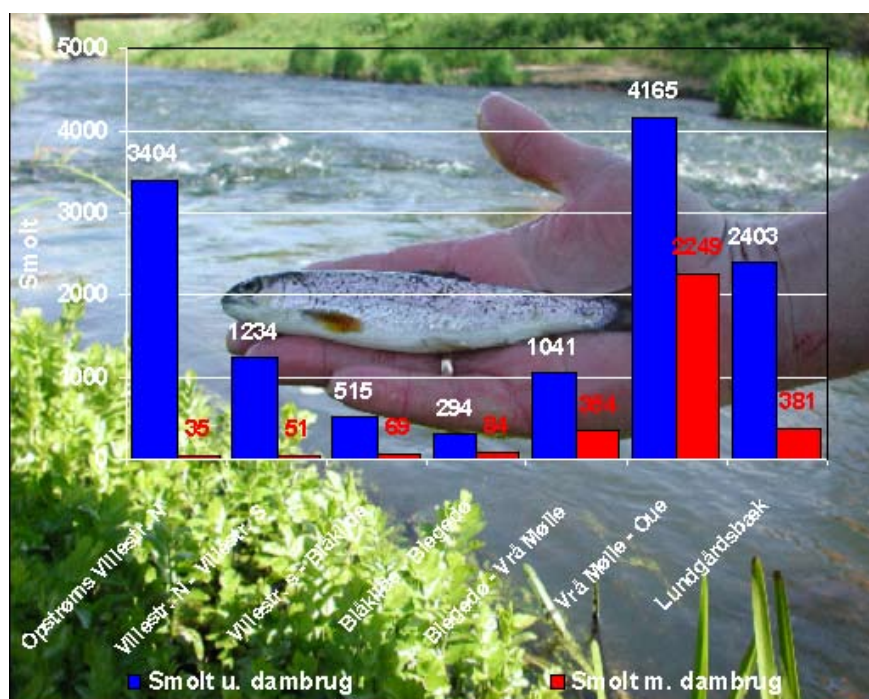 5000
4000
3000
2000
1000
Smolt
3404
35
1234
51
515
69
294
84
1041
354
4165
2249
2403
381
Opstrøms Villestr. N
Villestr. N - Villestr. S
Villestr. s - Blåkilde
Blåkilde - Blegedø
Blegedø - Vrå Mølle
Vrå Mølle - Oue
Lundgårdsbæk
Smolt u. dambrug
Smolt m. dambrug